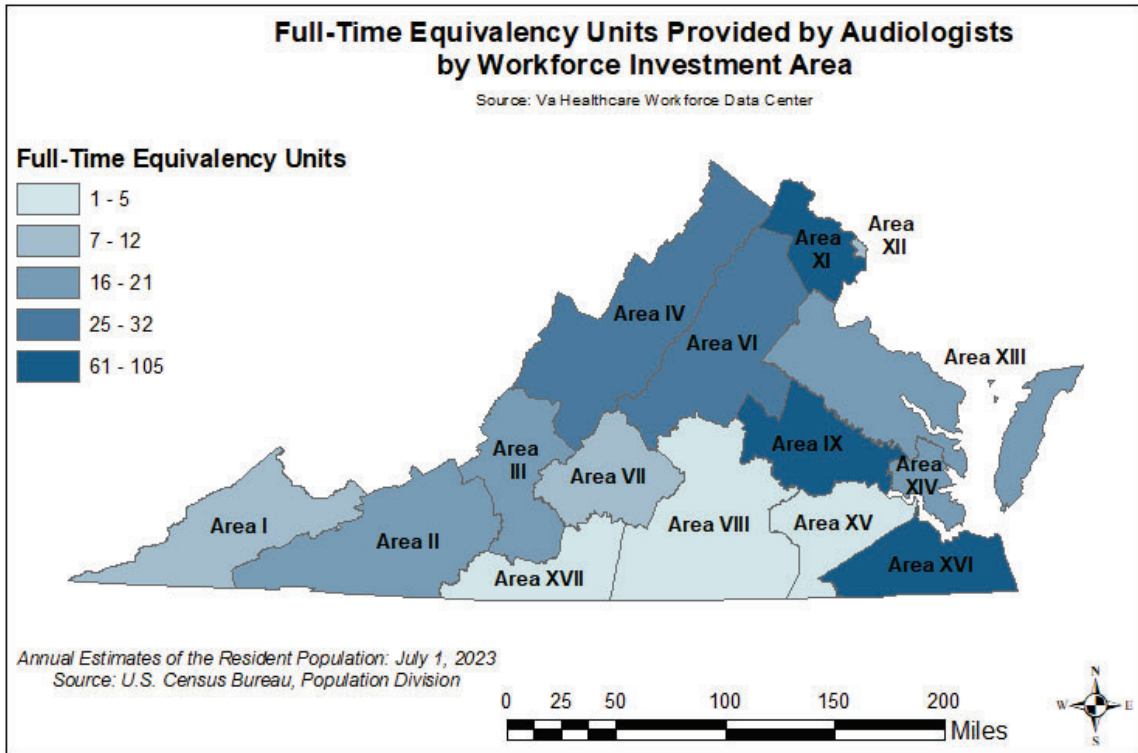 Full-Time Equivalency Units Provided by Audiologists
by Workforce Investment Area
Source: Va Healthcare Workforce Data Center
Full-Time Equivalency Units
1 - 5
7 - 12
16 - 21
25 - 32
61 - 105
Area
XII
Area
XI
Area IV
Area VI
Area XIII
Area IX
Area
III
Area VII
Area
XIV
Area I
Area II
Area VIII
Area XV
Area XVII
Area XVI
Annual Estimates of the Resident Population: July 1, 2023
Source: U.S. Census Bureau, Population Division
0 25 50 100 150 200
Miles
N
W E
S